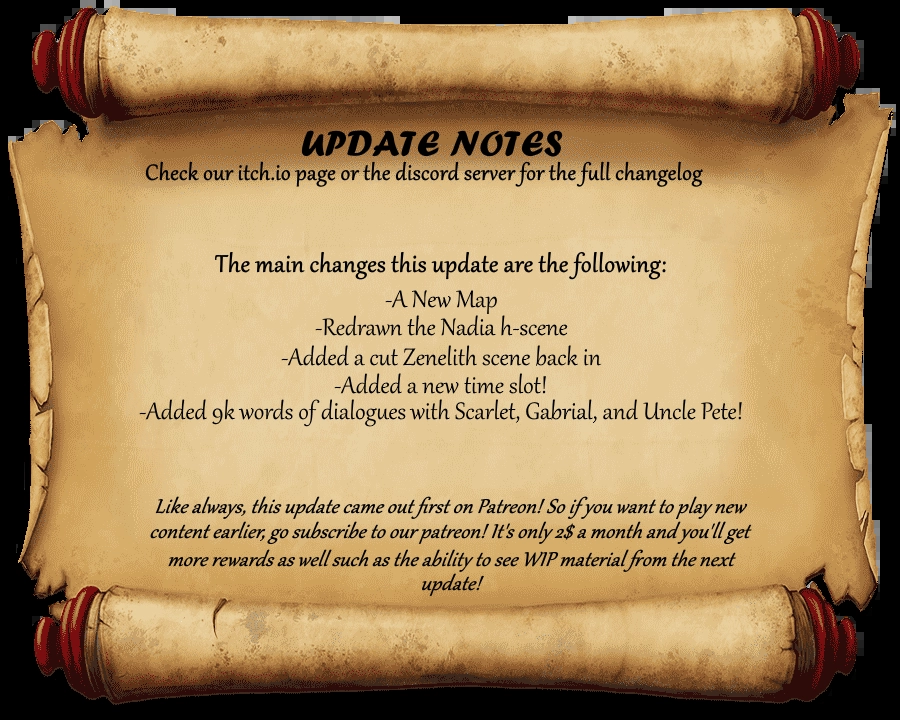 UPDATE NOTES
Check our itch.io page or the discord server for the full changelog
The main changes this update are the following:
-A New Map
-Redrawn the Nadia h-scene
-Added a cut Zenelith scene back in
-Added a new time slot!
-Added 9k words of dialogues with Scarlet, Gabrial, and Uncle Pete!
Like always, this update came out first on Patreon! So if you want to play new
content earlier, go subscribe to our patreon! It's only 2$ a month and you'll get
more rewards as well such as the ability to see WIP material from the next
update!